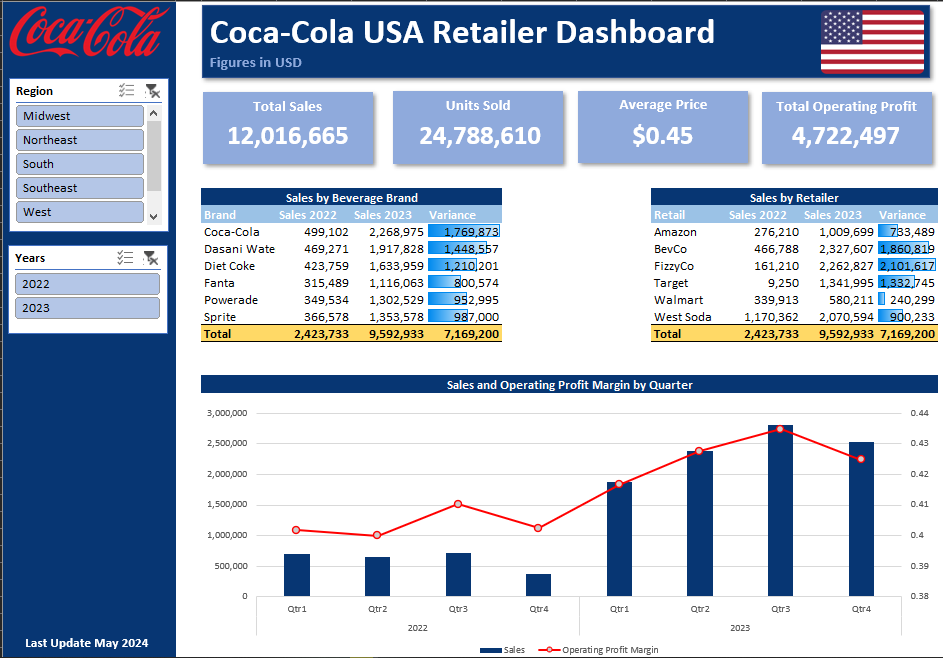 Coca-Cola
Coca-Cola USA Retailer Dashboard
Figures in USD
Region
Midwest
Northeast
South
Southeast
West
Years
2022
2023
Last Update May 2024
Total Sales
12,016,665
Units Sold
24,788,610
Average Price
$0.45
Total Operating Profit
4,722,497
Sales by Beverage Brand
Brand Sales 2022 Sales 2023 Variance
Coca-Cola 499,102 2,268,975 1,769,873
Dasani Wate 469,271 1,917,828 1,448,557
Diet Coke 423,759 1,633,959 1,210,201
Fanta 315,489 1,116,063 800,574
Powerade 349,534 1,302,529 952,995
Sprite 366,578 1,353,578 987,000
Total 2,423,733 9,592,933 7,169,200
Sales by Retailer
Retail Sales 2022 Sales 2023 Variance
Amazon 276,210 1,009,699 733,489
BevCo 466,788 2,327,607 1,860,819
FizzyCo 161,210 2,262,827 2,101,617
Target 9,250 1,341,995 1,332,745
Walmart 339,913 580,211 240,299
West Soda 1,170,362 2,070,594 900,233
Total 2,423,733 9,592,933 7,169,200
Sales and Operating Profit Margin by Quarter
3,000,000 0.44
2,500,000 0.43
2,000,000 0.42
1,500,000 0.41
1,000,000 0.4
500,000 0.39
0 0.38
Qtr1 Qtr2 Qtr3 Qtr4 Qtr1 Qtr2 Qtr3 Qtr4
2022 2023
Sales Operating Profit Margin